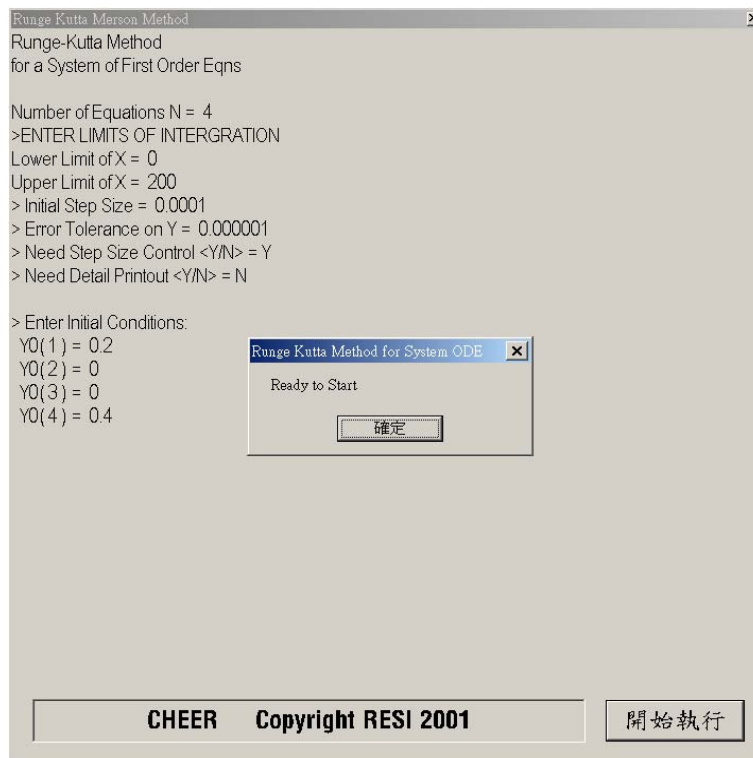 Runge Kutta Merson Method
Runge-Kutta Method
for a System of First Order Eqns
Number of Equations N = 4
>ENTER LIMITS OF INTERGRATION
Lower Limit of X = 0
Upper Limit of X = 200
> Initial Step Size = 0.0001
> Error Tolerance on Y = 0.000001
> Need Step Size Control <Y/N> = Y
> Need Detail Printout <Y/N> = N
> Enter Initial Conditions:
Y0( 1 ) = 0.2
Y0( 2 ) = 0
Y0( 3 ) = 0
Y0( 4 ) = 0.4
Runge Kutta Method for System ODE
Ready to Start
確定
CHEER Copyright RESI 2001
開始執行